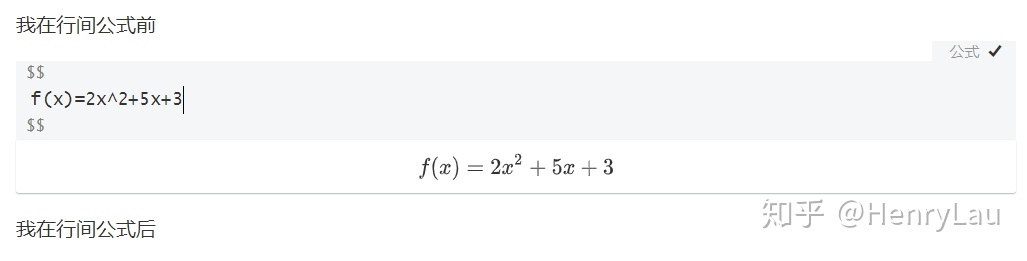 我在行间公式前
公式 ✔
$$
f(x)=2x^2+5x+3
$$
f(x) = 2x² + 5x + 3
我在行间公式后
知乎 @HenryLau